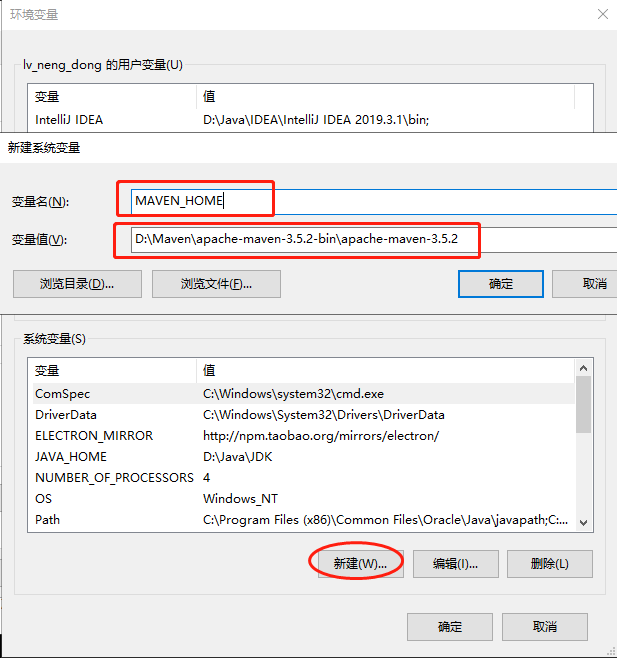 环境变量
lv_neng_dong 的用户变量(U)
变量 值
IntelliJ IDEA D:\Java\IDEA\IntelliJ IDEA 2019.3.1\bin;
新建系统变量
变量名(N): MAVEN_HOME
变量值(V): D:\Maven\apache-maven-3.5.2-bin\apache-maven-3.5.2
浏览目录(D)... 浏览文件(F)... 确定 取消
系统变量(S)
变量 值
ComSpec C:\Windows\system32\cmd.exe
DriverData C:\Windows\System32\Drivers\DriverData
ELECTRON_MIRROR http://npm.taobao.org/mirrors/electron/
JAVA_HOME D:\Java\JDK
NUMBER_OF_PROCESSORS 4
OS Windows_NT
Path C:\Program Files (x86)\Common Files\Oracle\Java\javapath;C:...
新建(W)... 编辑(I)... 删除(L)
确定 取消